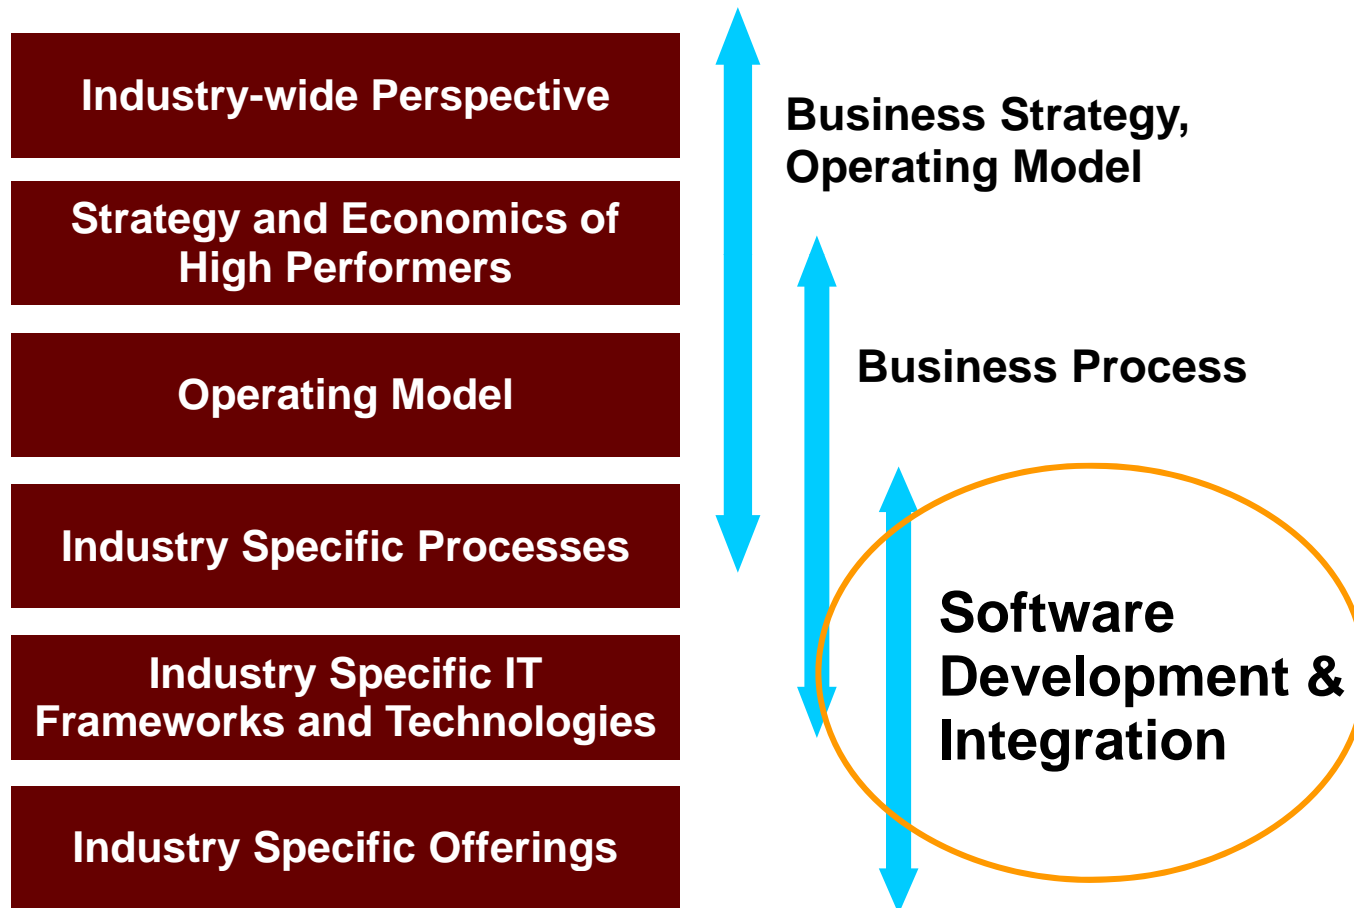 Industry-wide Perspective
Strategy and Economics of
High Performers
Operating Model
Industry Specific Processes
Industry Specific IT
Frameworks and Technologies
Industry Specific Offerings
Business Strategy,
Operating Model
Business Process
Software
Development &
Integration